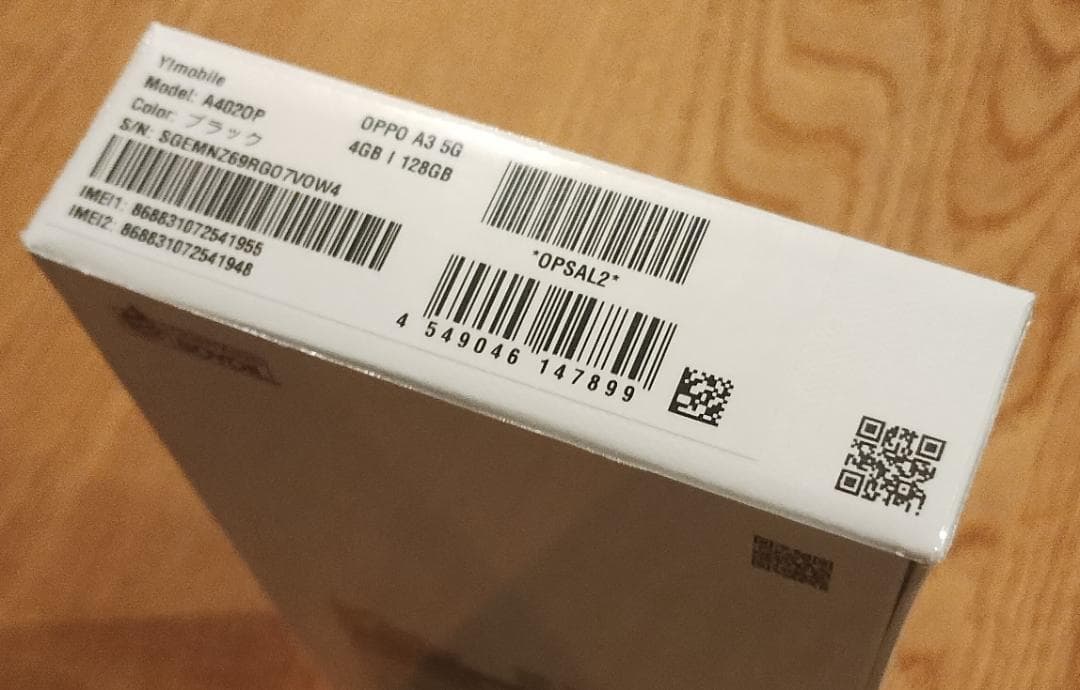 Y!mobile
Model: A402OP
Color: ブラック
S/N: SGEMNZ69RGO7VOW4
IMEI1: 868831072541955
IMEI2: 868831072541948
OPPO A3 5G
4GB | 128GB
*OPSAL2*
4 549046 147899